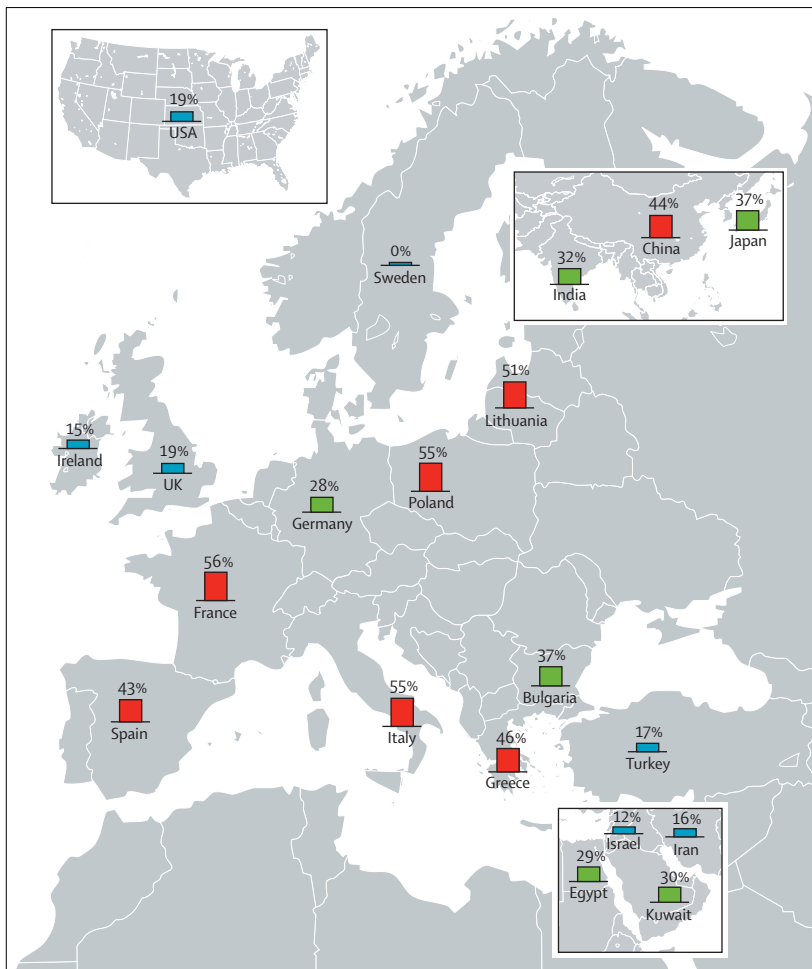 19%
USA
44%
China
37%
Japan
32%
India
0%
Sweden
51%
Lithuania
15%
Ireland
19%
UK
55%
Poland
28%
Germany
56%
France
37%
Bulgaria
43%
Spain
55%
Italy
46%
Greece
17%
Turkey
12%
Israel
16%
Iran
29%
Egypt
30%
Kuwait